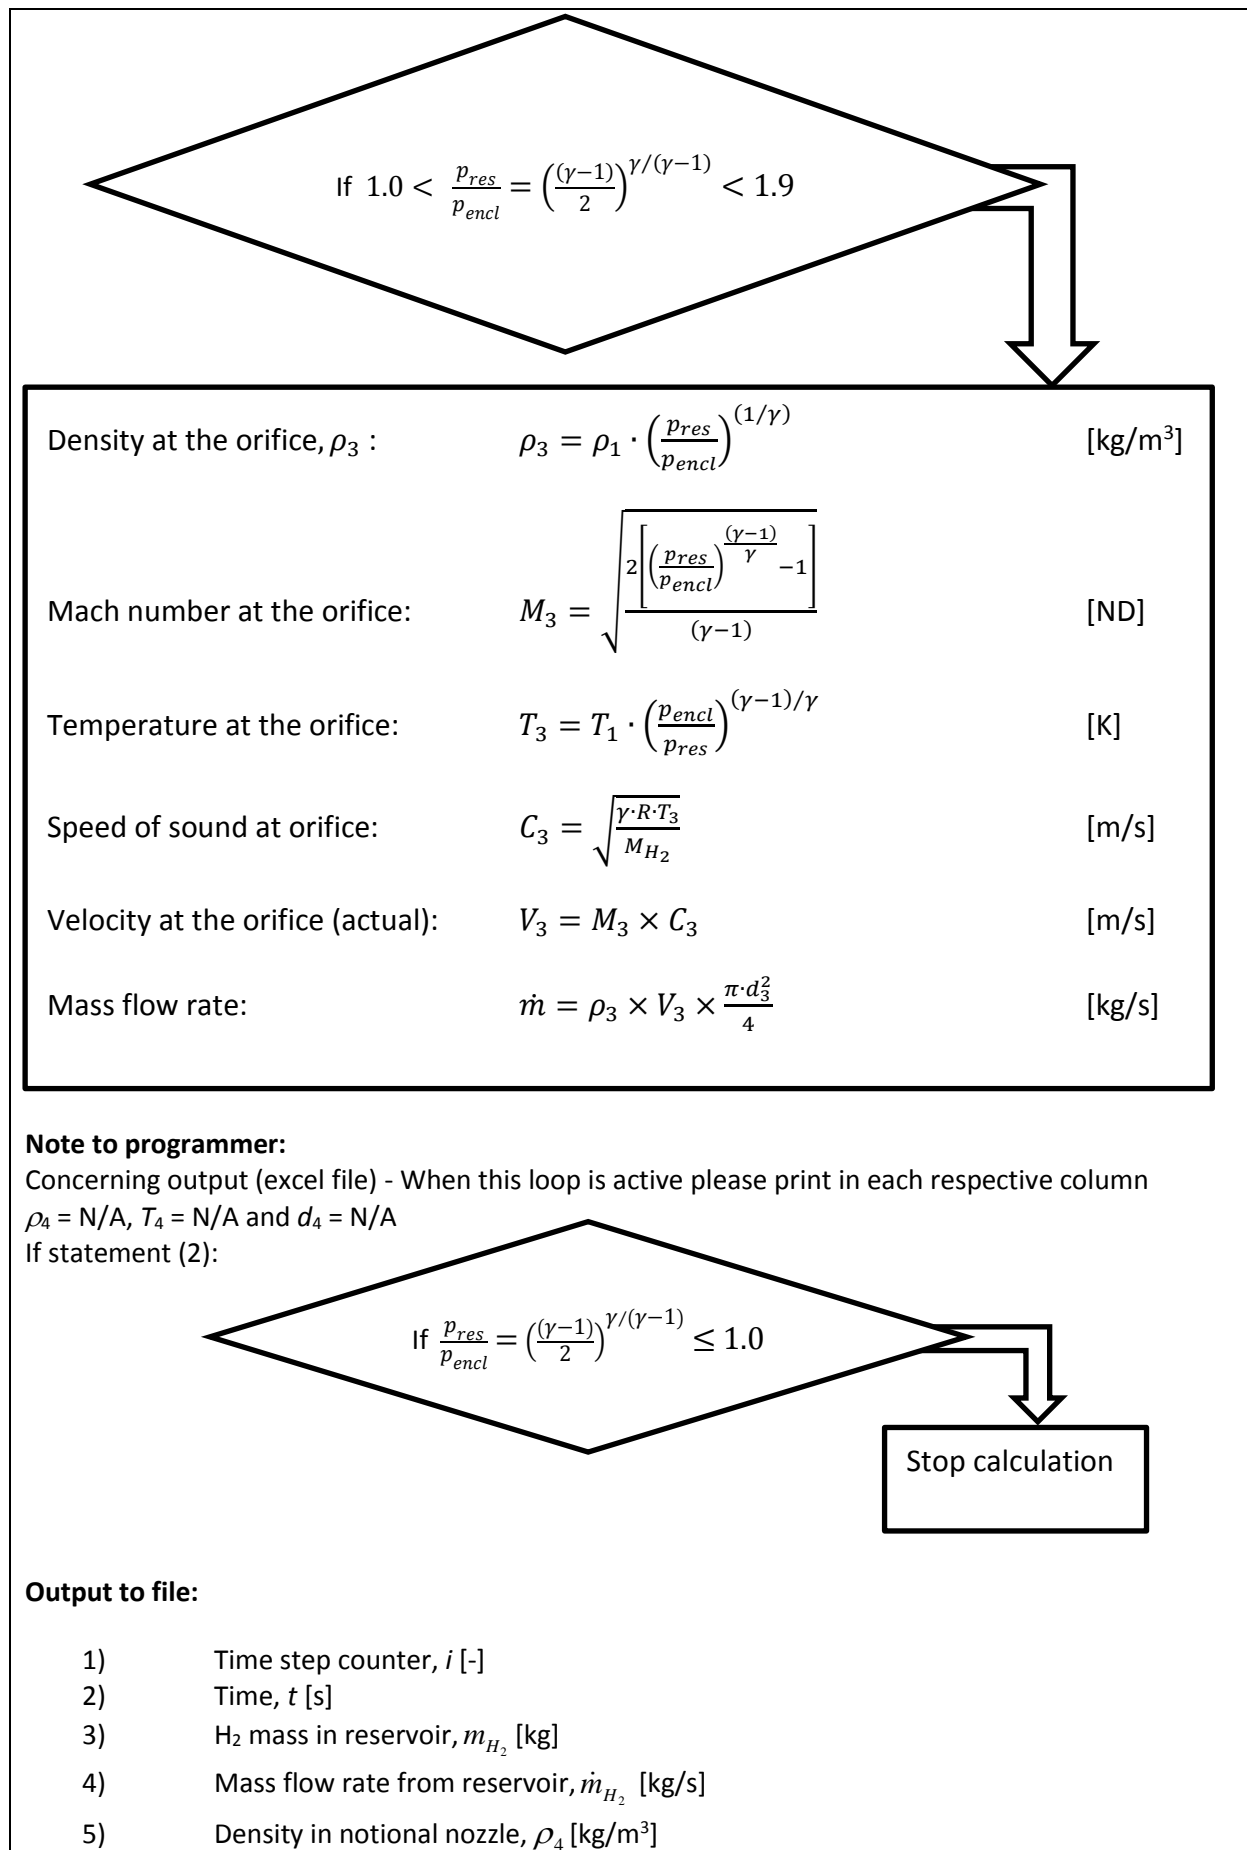 If 1.0 < p_res/p_encl = ((γ−1)/2)^(γ/(γ−1)) < 1.9
Density at the orifice, ρ₃ : ρ₃ = ρ₁ · (p_res/p_encl)^(1/γ) [kg/m³]
Mach number at the orifice: M₃ = √(2[(p_res/p_encl)^((γ−1)/γ) −1]/(γ−1)) [ND]
Temperature at the orifice: T₃ = T₁ · (p_encl/p_res)^((γ−1)/γ) [K]
Speed of sound at orifice: C₃ = √(γ·R·T₃/M_H₂) [m/s]
Velocity at the orifice (actual): V₃ = M₃ × C₃ [m/s]
Mass flow rate: ṁ = ρ₃ × V₃ × π·d₃²/4 [kg/s]
Note to programmer:
Concerning output (excel file) - When this loop is active please print in each respective column
ρ₄ = N/A, T₄ = N/A and d₄ = N/A
If statement (2):
If p_res/p_encl = ((γ−1)/2)^(γ/(γ−1)) ≤ 1.0
Stop calculation
Output to file:
1) Time step counter, i [-]
2) Time, t [s]
3) H₂ mass in reservoir, m_H₂ [kg]
4) Mass flow rate from reservoir, ṁ_H₂ [kg/s]
5) Density in notional nozzle, ρ₄ [kg/m³]